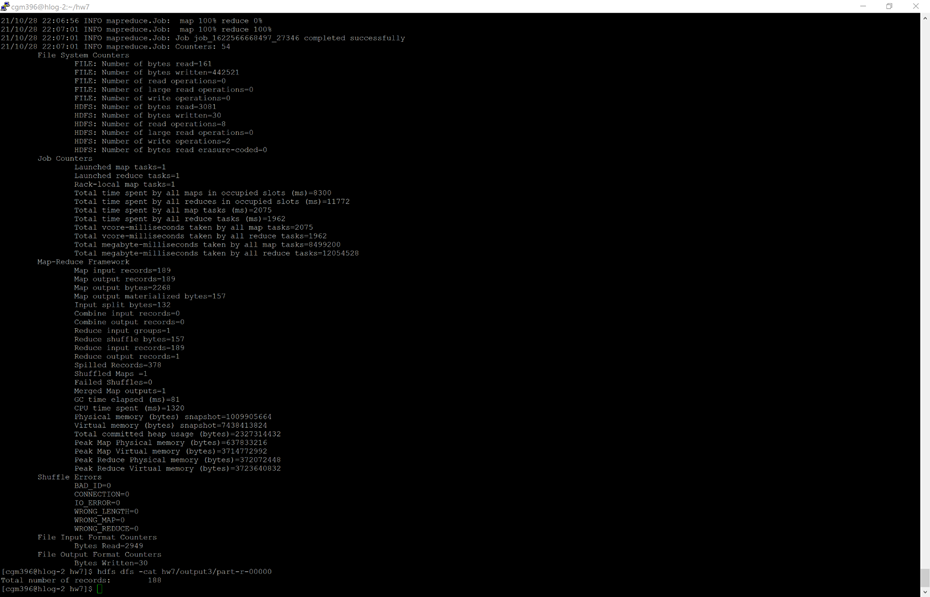 cgm396@hlog-2:~/hw7
21/10/28 22:06:56 INFO mapreduce.Job:  map 100% reduce 0%
21/10/28 22:07:01 INFO mapreduce.Job:  map 100% reduce 100%
21/10/28 22:07:01 INFO mapreduce.Job: Job job_1622566668497_27346 completed successfully
21/10/28 22:07:01 INFO mapreduce.Job: Counters: 54
File System Counters
FILE: Number of bytes read=161
FILE: Number of bytes written=442521
FILE: Number of read operations=0
FILE: Number of large read operations=0
FILE: Number of write operations=0
HDFS: Number of bytes read=3081
HDFS: Number of bytes written=30
HDFS: Number of read operations=8
HDFS: Number of large read operations=0
HDFS: Number of write operations=2
HDFS: Number of bytes read erasure-coded=0
Job Counters
Launched map tasks=1
Launched reduce tasks=1
Rack-local map tasks=1
Total time spent by all maps in occupied slots (ms)=8300
Total time spent by all reduces in occupied slots (ms)=11772
Total time spent by all map tasks (ms)=2075
Total time spent by all reduce tasks (ms)=1962
Total vcore-milliseconds taken by all map tasks=2075
Total vcore-milliseconds taken by all reduce tasks=1962
Total megabyte-milliseconds taken by all map tasks=8499200
Total megabyte-milliseconds taken by all reduce tasks=12054528
Map-Reduce Framework
Map input records=189
Map output records=189
Map output bytes=2268
Map output materialized bytes=157
Input split bytes=132
Combine input records=0
Combine output records=0
Reduce input groups=1
Reduce shuffle bytes=157
Reduce input records=189
Reduce output records=1
Spilled Records=378
Shuffled Maps =1
Failed Shuffles=0
Merged Map outputs=1
GC time elapsed (ms)=81
CPU time spent (ms)=1320
Physical memory (bytes) snapshot=1009905664
Virtual memory (bytes) snapshot=7438413824
Total committed heap usage (bytes)=2327314432
Peak Map Physical memory (bytes)=637833216
Peak Map Virtual memory (bytes)=3714772992
Peak Reduce Physical memory (bytes)=372072448
Peak Reduce Virtual memory (bytes)=3723640832
Shuffle Errors
BAD_ID=0
CONNECTION=0
IO_ERROR=0
WRONG_LENGTH=0
WRONG_MAP=0
WRONG_REDUCE=0
File Input Format Counters
Bytes Read=2949
File Output Format Counters
Bytes Written=30
[cgm396@hlog-2 hw7]$ hdfs dfs -cat hw7/output3/part-r-00000
Total number of records:        188
[cgm396@hlog-2 hw7]$